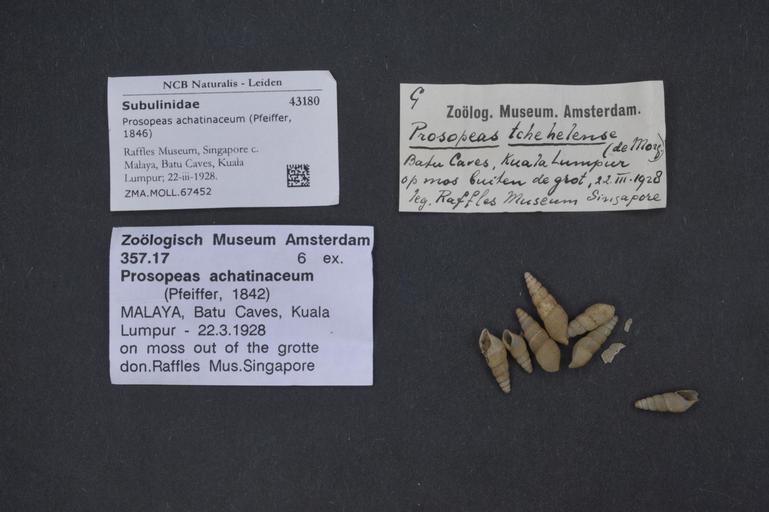 NCB Naturalis - Leiden
Subulinidae 43180
Prosopeas achatinaceum (Pfeiffer,
1846)
Raffles Museum, Singapore c.
Malaya, Batu Caves, Kuala
Lumpur; 22-iii-1928.
ZMA.MOLL.67452
G
Zoölog. Museum. Amsterdam.
Prosopeas tchehelense
(de Morg)
Batu Caves, Kuala Lumpur
op mos buiten de grot, 22.III.1928
leg. Raffles Museum Singapore
Zoölogisch Museum Amsterdam
357.17 6 ex.
Prosopeas achatinaceum
(Pfeiffer, 1842)
MALAYA, Batu Caves, Kuala
Lumpur - 22.3.1928
on moss out of the grotte
don.Raffles Mus.Singapore